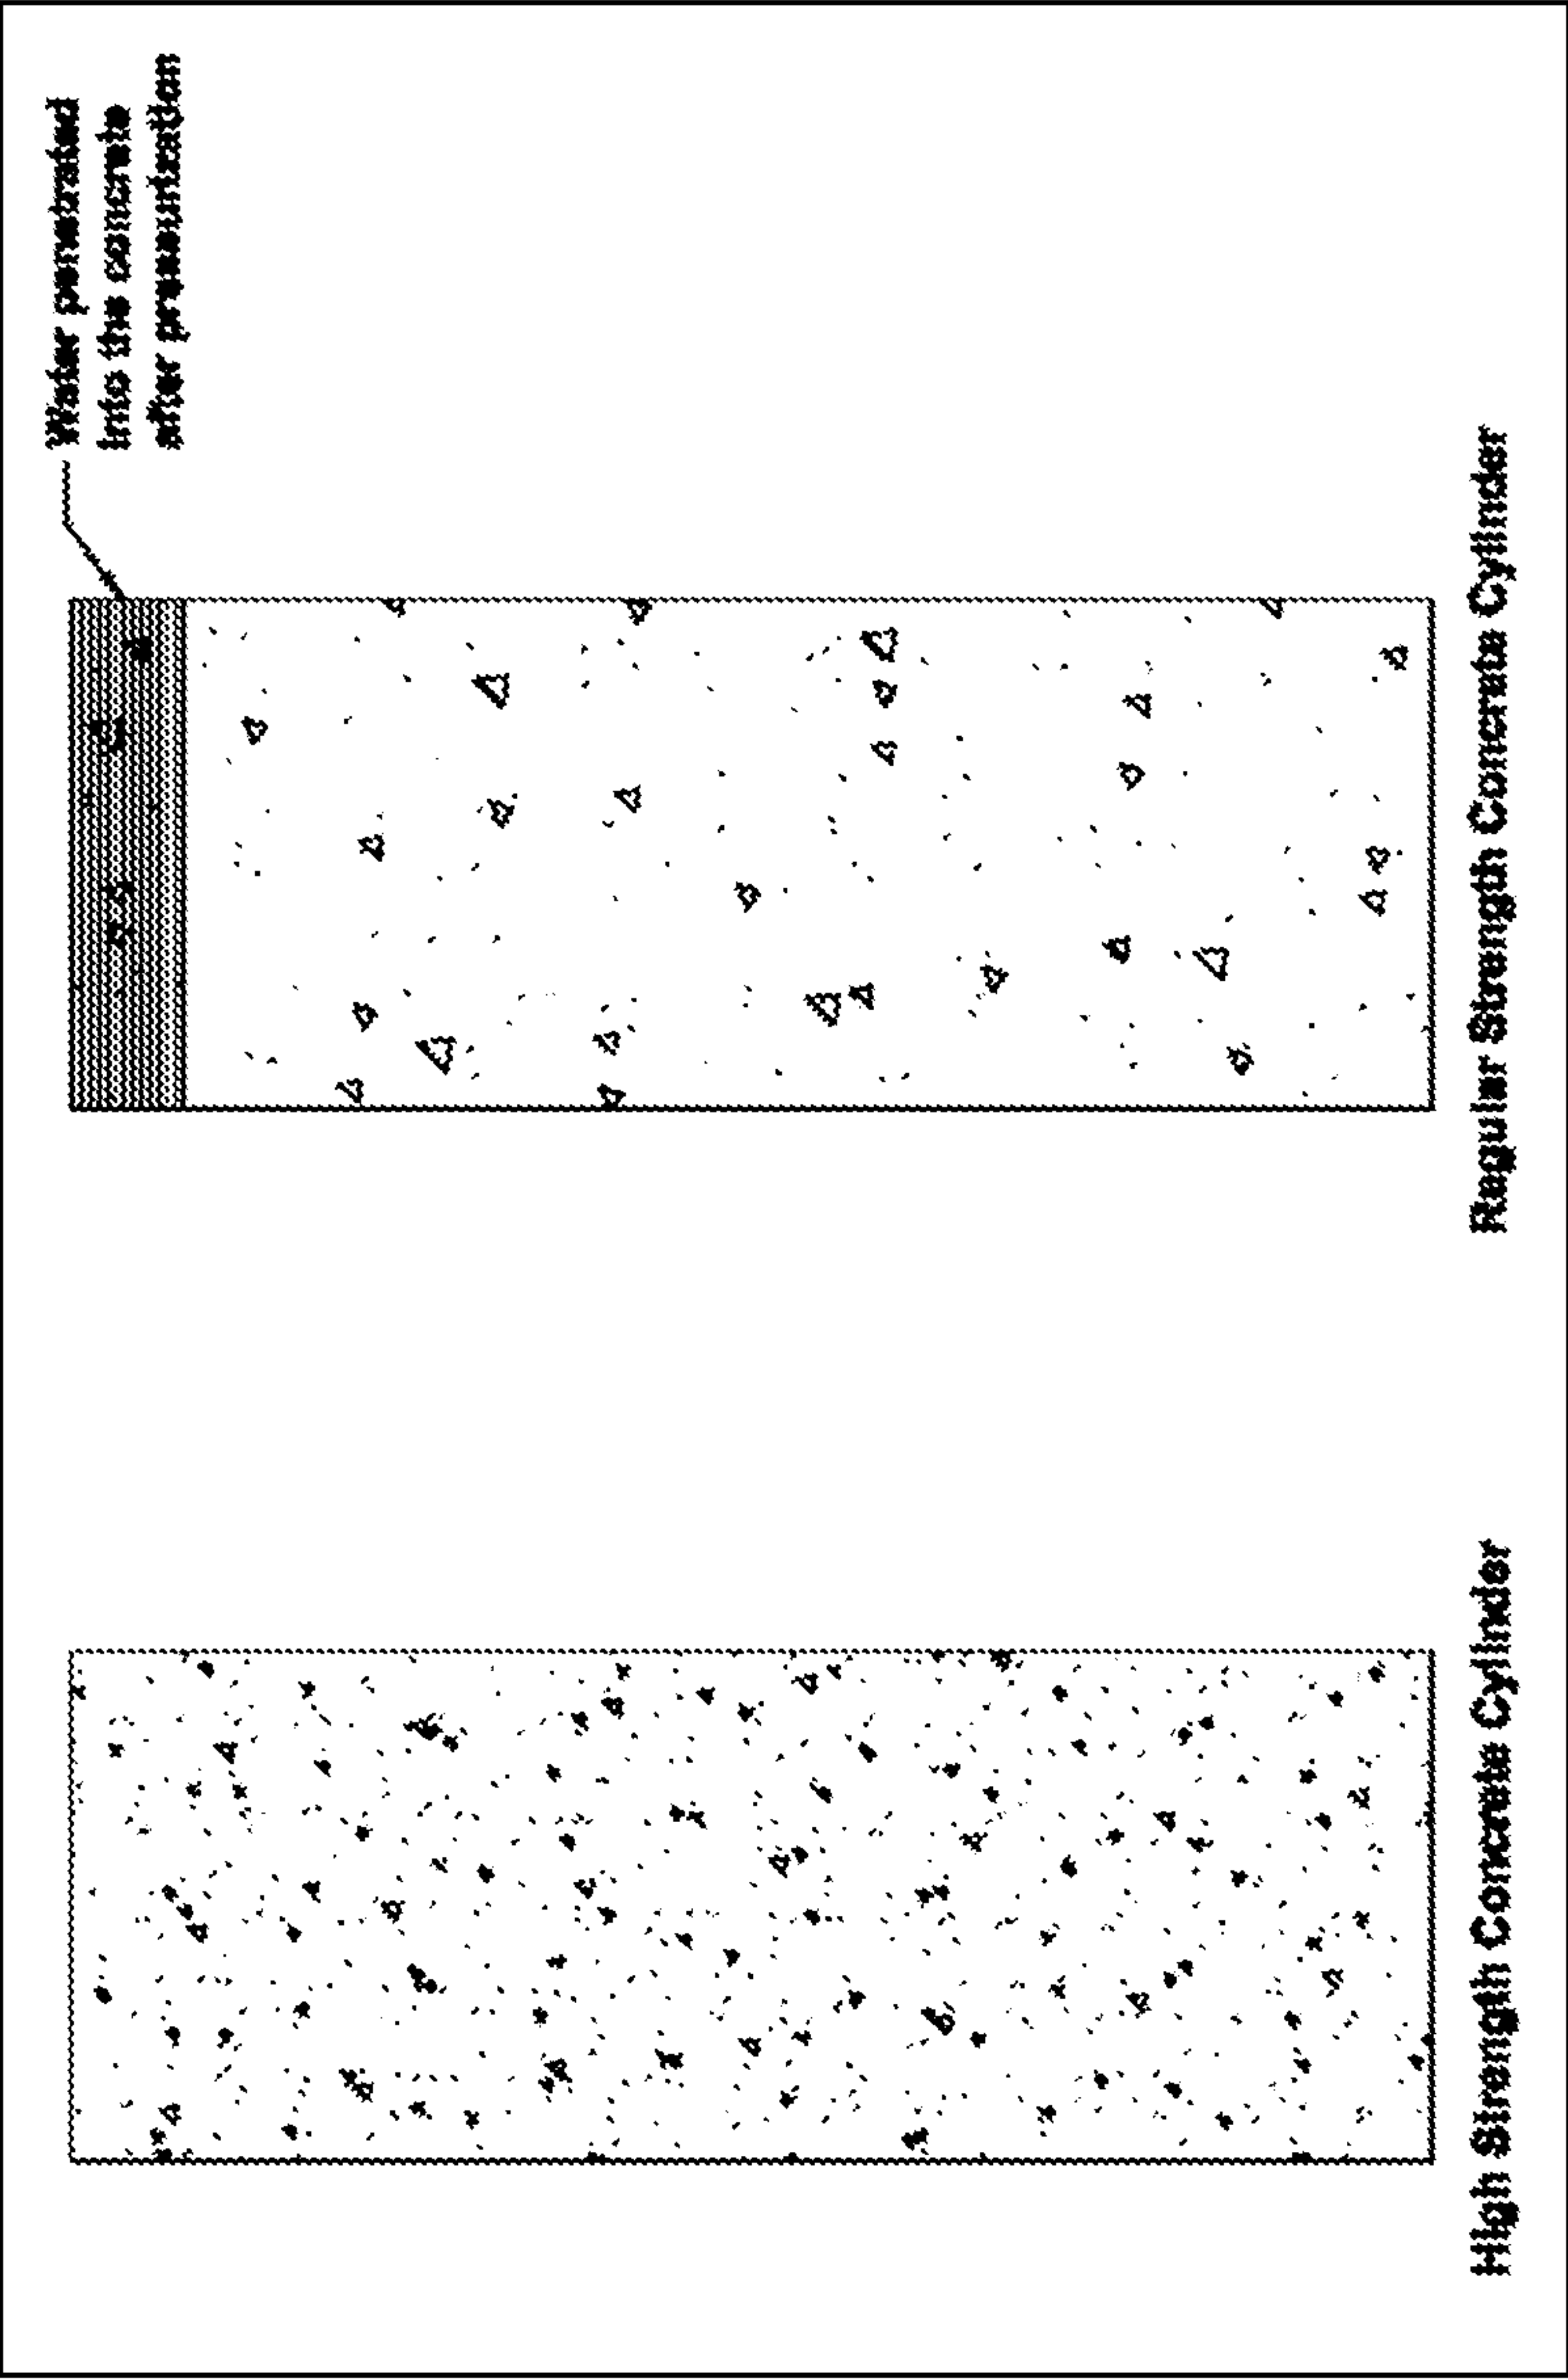 Water penetrated
into the concrete
after pressurization
High Strength Concrete Cylinder
Regular Strength Concrete Cylinder